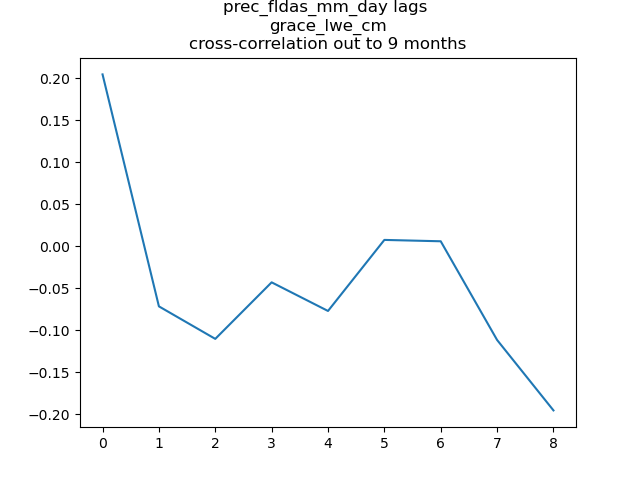 prec_fldas_mm_day lags
grace_lwe_cm
cross-correlation out to 9 months
0.20
0.15
0.10
0.05
0.00
−0.05
−0.10
−0.15
−0.20
0 1 2 3 4 5 6 7 8